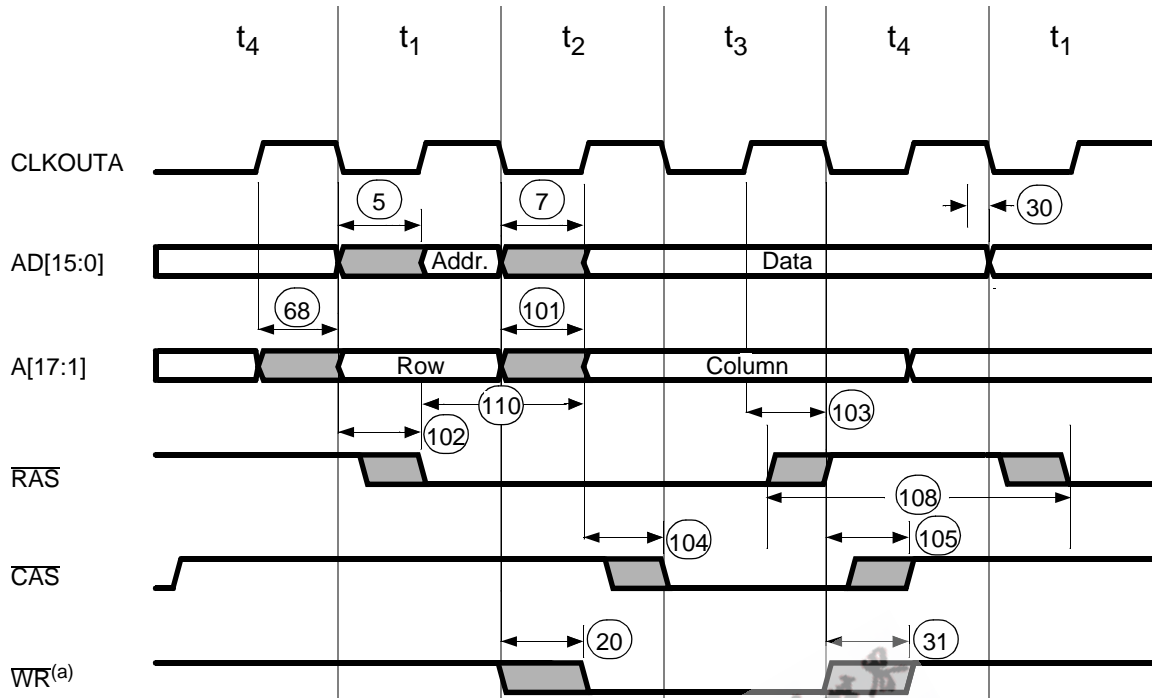 t4 t1 t2 t3 t4 t1
CLKOUTA
5 7 30
AD[15:0] Addr. Data
68 101
A[17:1] Row Column
110 103
102
RAS
108
104 105
CAS
20 31
WR(a)